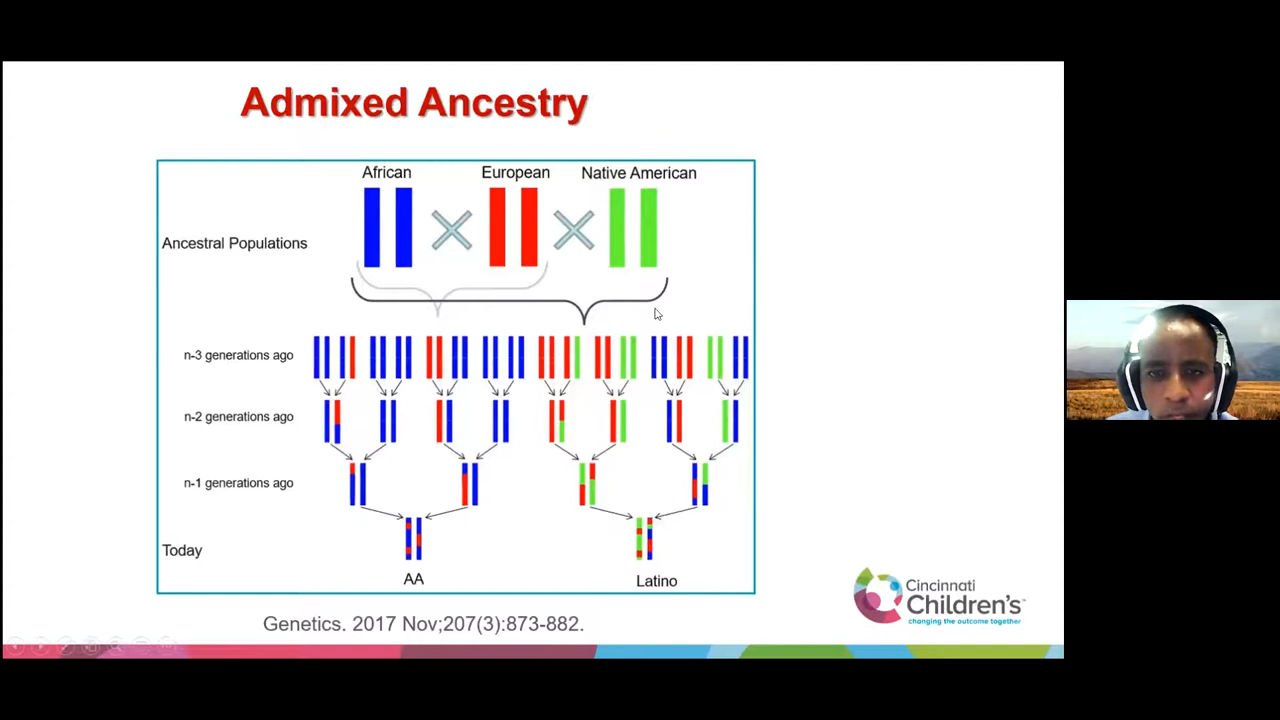 Admixed Ancestry
African
European
Native American
Ancestral Populations
n-3 generations ago
n-2 generations ago
n-1 generations ago
Today
AA
Latino
Cincinnati
Children's™
changing the outcome together
Genetics. 2017 Nov;207(3):873-882.